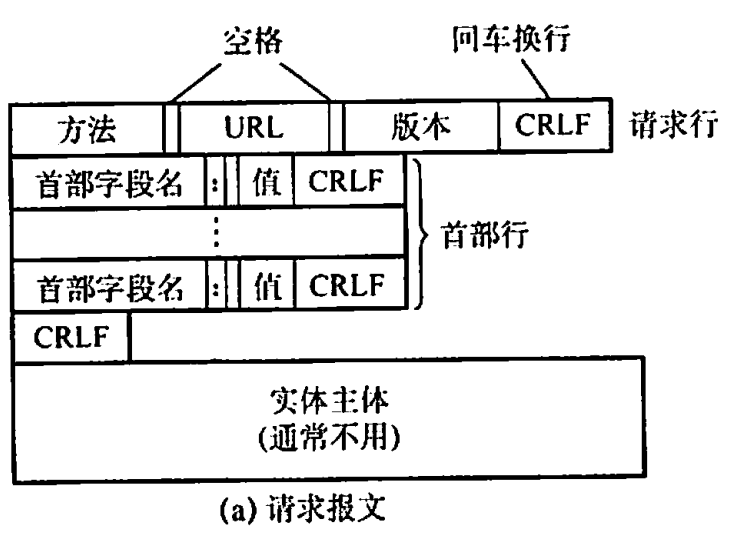 空格 回车换行
方法 URL 版本 CRLF 请求行
首部字段名 : 值 CRLF
⋮ 首部行
首部字段名 : 值 CRLF
CRLF
实体主体
(通常不用)
(a) 请求报文